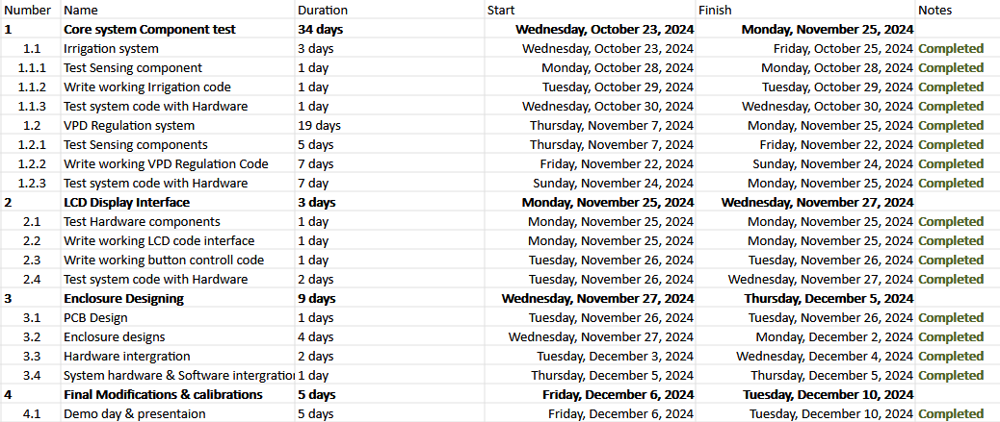 Number Name Duration Start Finish Notes
1 Core system Component test 34 days Wednesday, October 23, 2024 Monday, November 25, 2024
1.1 Irrigation system 3 days Wednesday, October 23, 2024 Friday, October 25, 2024 Completed
1.1.1 Test Sensing component 1 day Monday, October 28, 2024 Monday, October 28, 2024 Completed
1.1.2 Write working Irrigation code 1 day Tuesday, October 29, 2024 Tuesday, October 29, 2024 Completed
1.1.3 Test system code with Hardware 1 day Wednesday, October 30, 2024 Wednesday, October 30, 2024 Completed
1.2 VPD Regulation system 19 days Thursday, November 7, 2024 Monday, November 25, 2024 Completed
1.2.1 Test Sensing components 5 days Thursday, November 7, 2024 Friday, November 22, 2024 Completed
1.2.2 Write working VPD Regulation Code 7 days Friday, November 22, 2024 Sunday, November 24, 2024 Completed
1.2.3 Test system code with Hardware 7 day Sunday, November 24, 2024 Monday, November 25, 2024 Completed
2 LCD Display Interface 3 days Monday, November 25, 2024 Wednesday, November 27, 2024
2.1 Test Hardware components 1 day Monday, November 25, 2024 Monday, November 25, 2024 Completed
2.2 Write working LCD code interface 1 day Monday, November 25, 2024 Monday, November 25, 2024 Completed
2.3 Write working button controll code 1 day Tuesday, November 26, 2024 Tuesday, November 26, 2024 Completed
2.4 Test system code with Hardware 2 days Tuesday, November 26, 2024 Wednesday, November 27, 2024 Completed
3 Enclosure Designing 9 days Wednesday, November 27, 2024 Thursday, December 5, 2024
3.1 PCB Design 1 days Tuesday, November 26, 2024 Tuesday, November 26, 2024 Completed
3.2 Enclosure designs 4 days Wednesday, November 27, 2024 Monday, December 2, 2024 Completed
3.3 Hardware intergration 2 days Tuesday, December 3, 2024 Wednesday, December 4, 2024 Completed
3.4 System hardware & Software intergration 1 day Thursday, December 5, 2024 Thursday, December 5, 2024 Completed
4 Final Modifications & calibrations 5 days Friday, December 6, 2024 Tuesday, December 10, 2024
4.1 Demo day & presentaion 5 days Friday, December 6, 2024 Tuesday, December 10, 2024 Completed